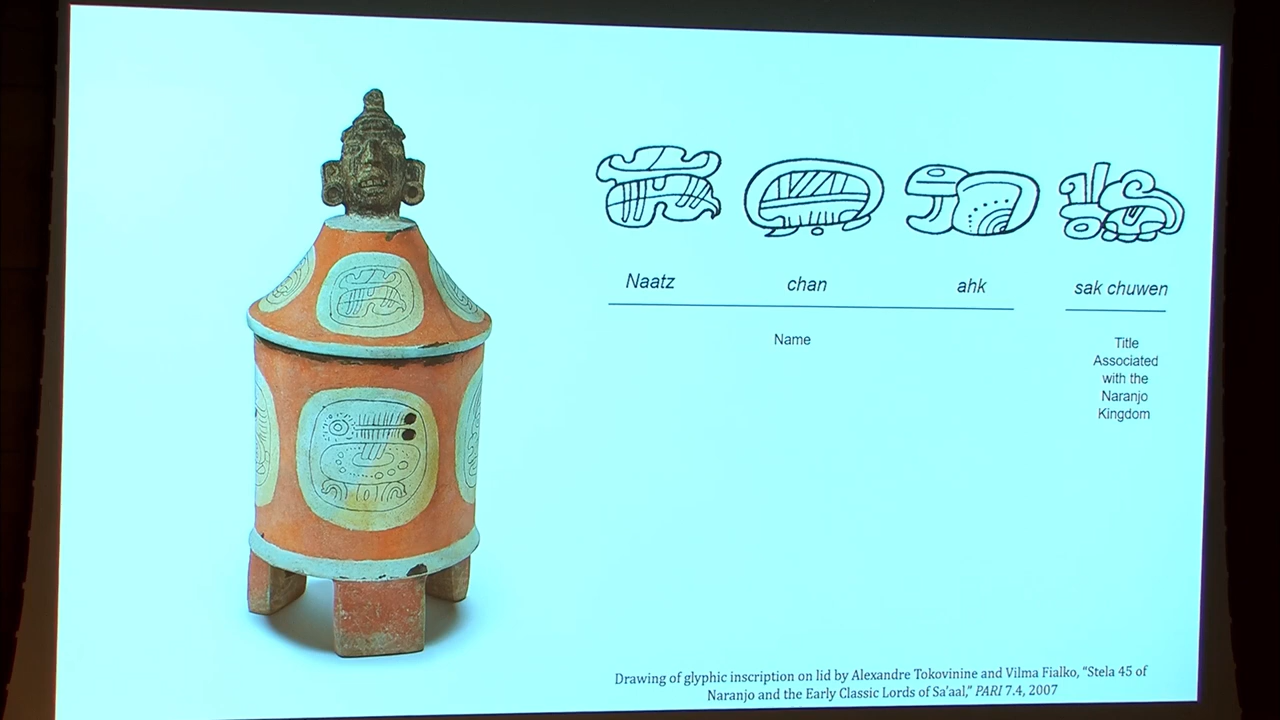 Naatz chan ahk sak chuwen
Name
Title
Associated
with the
Naranjo
Kingdom
Drawing of glyphic inscription on lid by Alexandre Tokovinine and Vilma Fialko, “Stela 45 of
Naranjo and the Early Classic Lords of Sa’aal,” PARI 7.4, 2007